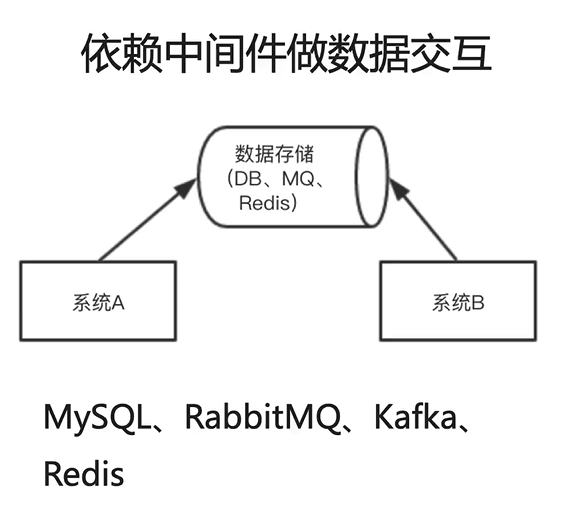 依赖中间件做数据交互
数据存储
（DB、MQ、
Redis）
系统A
系统B
MySQL、RabbitMQ、Kafka、
Redis